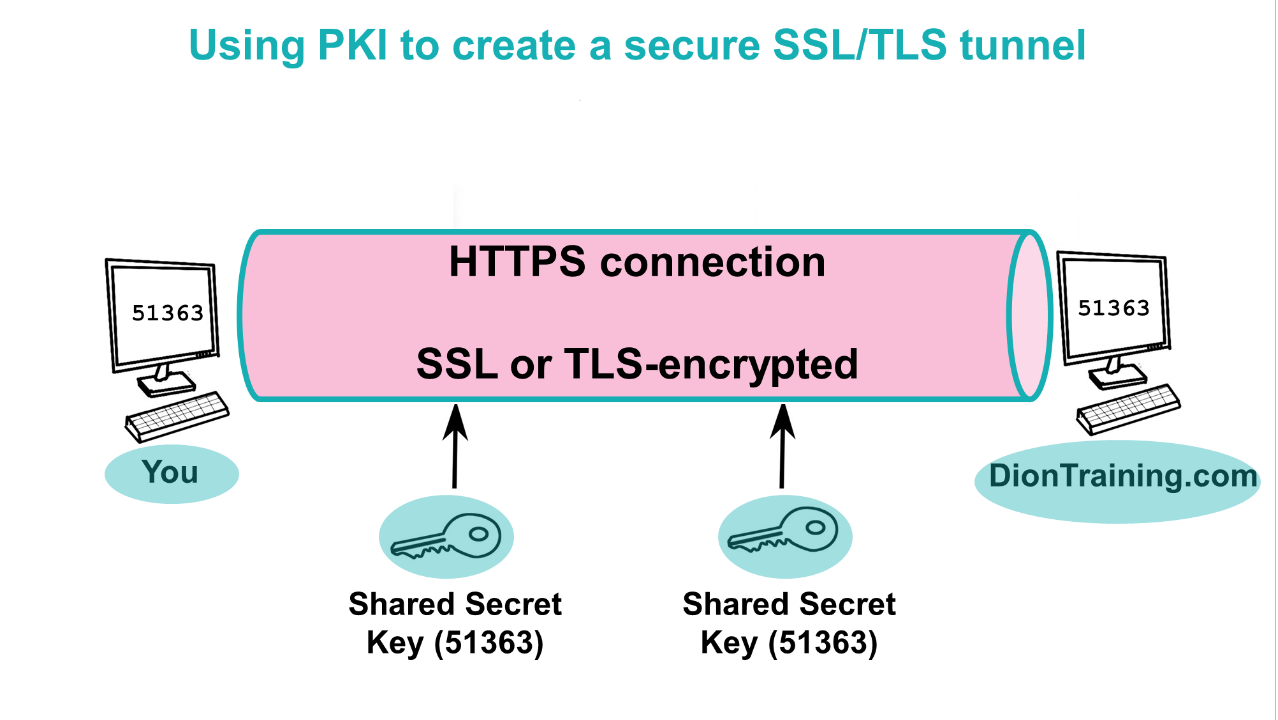 Using PKI to create a secure SSL/TLS tunnel
HTTPS connection
51363
51363
SSL or TLS-encrypted
You
DionTraining.com
Shared Secret
Key (51363)
Shared Secret
Key (51363)